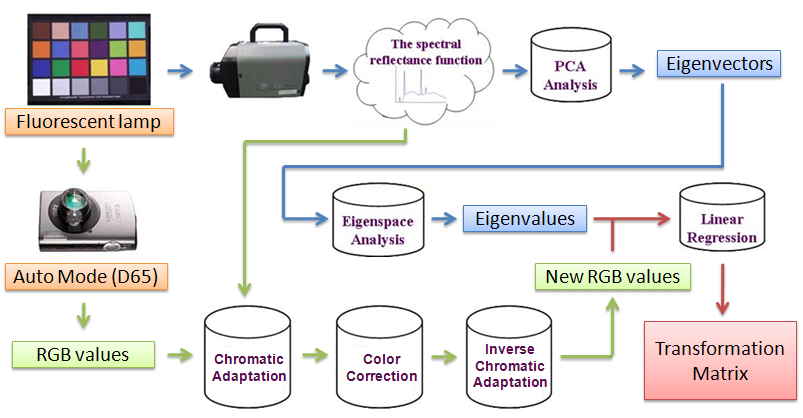 The spectral
reflectance function
PCA
Analysis
Eigenvectors
Fluorescent lamp
Eigenspace
Analysis
Eigenvalues
Linear
Regression
Auto Mode (D65)
New RGB values
RGB values
Chromatic
Adaptation
Color
Correction
Inverse
Chromatic
Adaptation
Transformation
Matrix